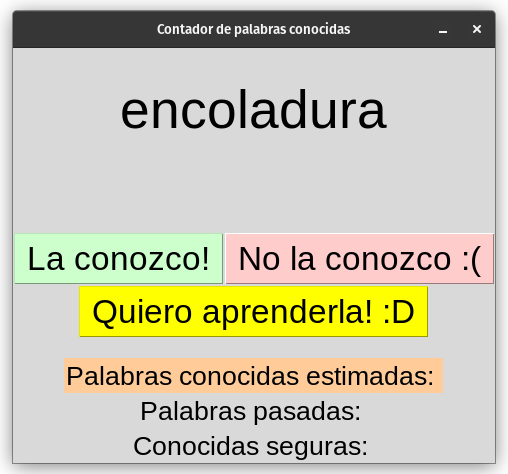 Contador de palabras conocidas
encoladura
La conozco! No la conozco :(
Quiero aprenderla! :D
Palabras conocidas estimadas:
Palabras pasadas:
Conocidas seguras: